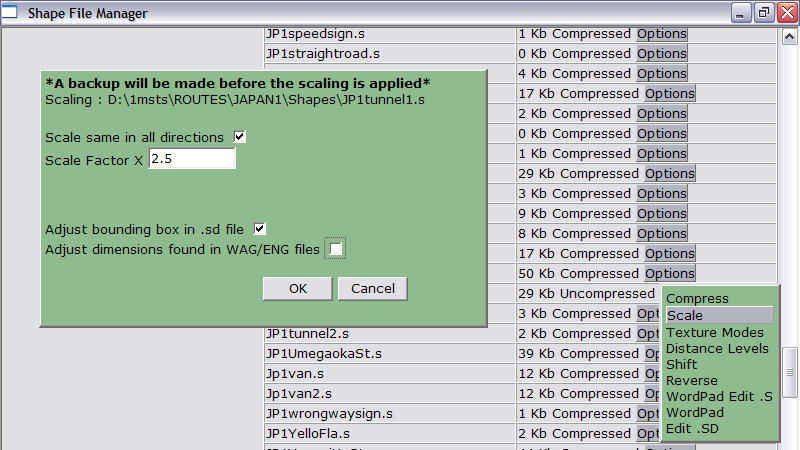 Shape File Manager
JP1speedsign.s 1 Kb Compressed Options
JP1straightroad.s 0 Kb Compressed Options
4 Kb Compressed Options
17 Kb Compressed Options
2 Kb Compressed Options
0 Kb Compressed Options
1 Kb Compressed Options
29 Kb Compressed Options
3 Kb Compressed Options
9 Kb Compressed Options
8 Kb Compressed Options
17 Kb Compressed Options
50 Kb Compressed Options
29 Kb Uncompressed
3 Kb Compressed Opt
JP1tunnel2.s 2 Kb Compressed Opt
JP1UmegaokaSt.s 39 Kb Compressed Op
Jp1van.s 12 Kb Compressed Op
Jp1van2.s 12 Kb Compressed Op
JP1wrongwaysign.s 1 Kb Compressed Opt
JP1YelloFla.s 2 Kb Compressed Opt
*A backup will be made before the scaling is applied*
Scaling : D:\1msts\ROUTES\JAPAN1\Shapes\JP1tunnel1.s
Scale same in all directions
Scale Factor X 2.5
Adjust bounding box in .sd file
Adjust dimensions found in WAG/ENG files
OK Cancel
Compress
Scale
Texture Modes
Distance Levels
Shift
Reverse
WordPad Edit .S
WordPad
Edit .SD